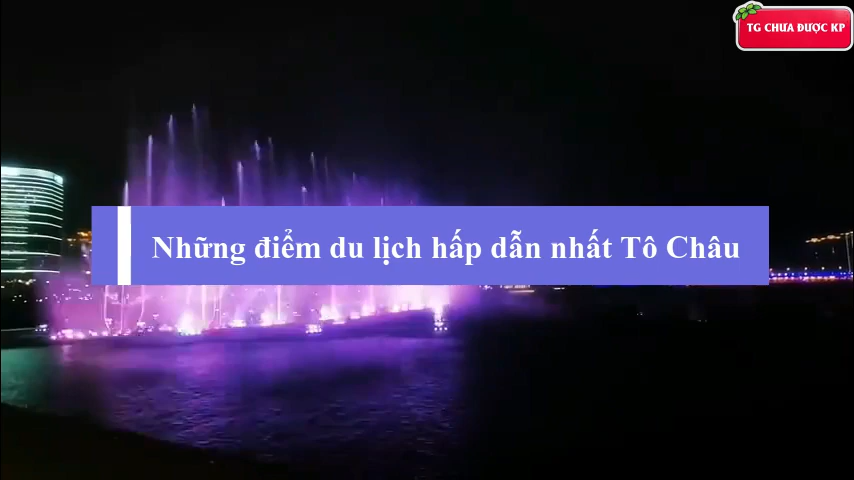 TG CHƯA ĐƯỢC KP
Những điểm du lịch hấp dẫn nhất Tô Châu